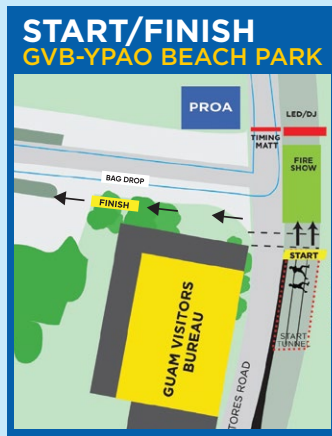 START/FINISH
GVB-YPAO BEACH PARK
PROA
LED/DJ
TIMING
MATT
FIRE
SHOW
BAG DROP
FINISH
START
START
TUNNEL
GUAM VISITORS
BUREAU
TORES ROAD